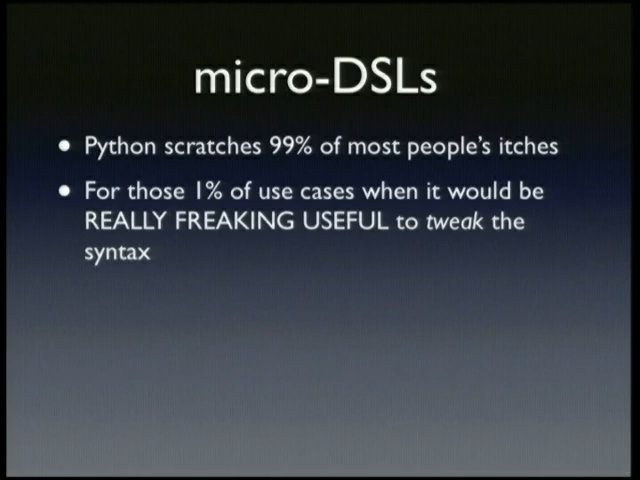 micro-DSLs
• Python scratches 99% of most people's itches
• For those 1% of use cases when it would be
REALLY FREAKING USEFUL to tweak the
syntax